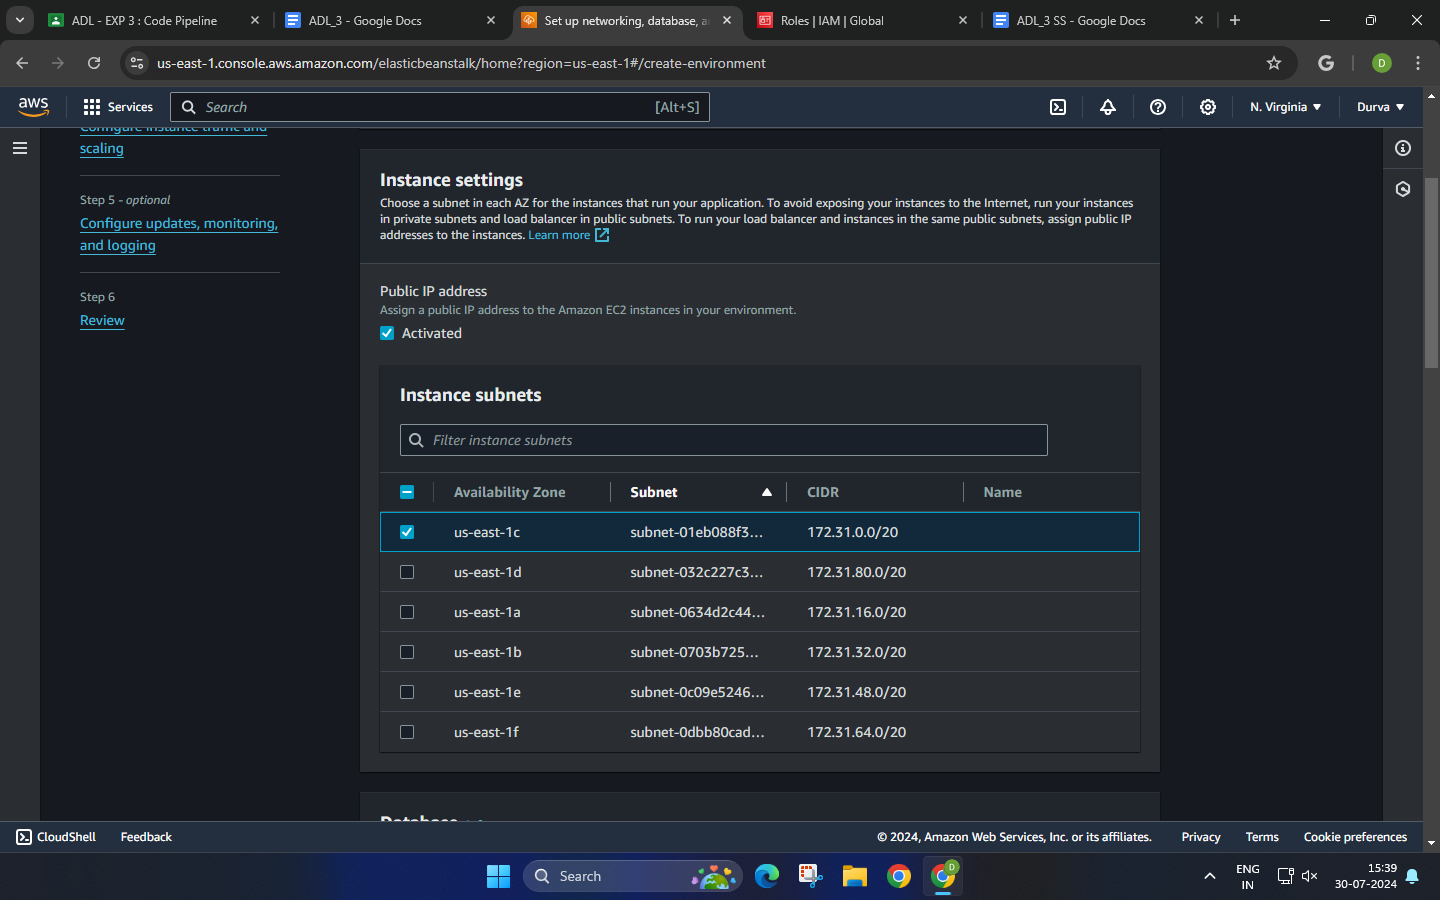 ADL - EXP 3 : Code Pipeline
ADL_3 - Google Docs
Set up networking, database, a
Roles | IAM | Global
ADL_3 SS - Google Docs
us-east-1.console.aws.amazon.com/elasticbeanstalk/home?region=us-east-1#/create-environment
G
D
aws
Services
Search
[Alt+S]
N. Virginia
Durva
Configure instance traffic and
scaling
Step 5 - optional
Configure updates, monitoring,
and logging
Step 6
Review
Instance settings
Choose a subnet in each AZ for the instances that run your application. To avoid exposing your instances to the Internet, run your instances
in private subnets and load balancer in public subnets. To run your load balancer and instances in the same public subnets, assign public IP
addresses to the instances. Learn more
Public IP address
Assign a public IP address to the Amazon EC2 instances in your environment.
Activated
Instance subnets
Filter instance subnets
Availability Zone Subnet CIDR Name
us-east-1c subnet-01eb088f3... 172.31.0.0/20
us-east-1d subnet-032c227c3... 172.31.80.0/20
us-east-1a subnet-0634d2c44... 172.31.16.0/20
us-east-1b subnet-0703b725... 172.31.32.0/20
us-east-1e subnet-0c09e5246... 172.31.48.0/20
us-east-1f subnet-0dbb80cad... 172.31.64.0/20
Database
CloudShell
Feedback
© 2024, Amazon Web Services, Inc. or its affiliates.
Privacy
Terms
Cookie preferences
Search
D
ENG
IN
15:39
30-07-2024